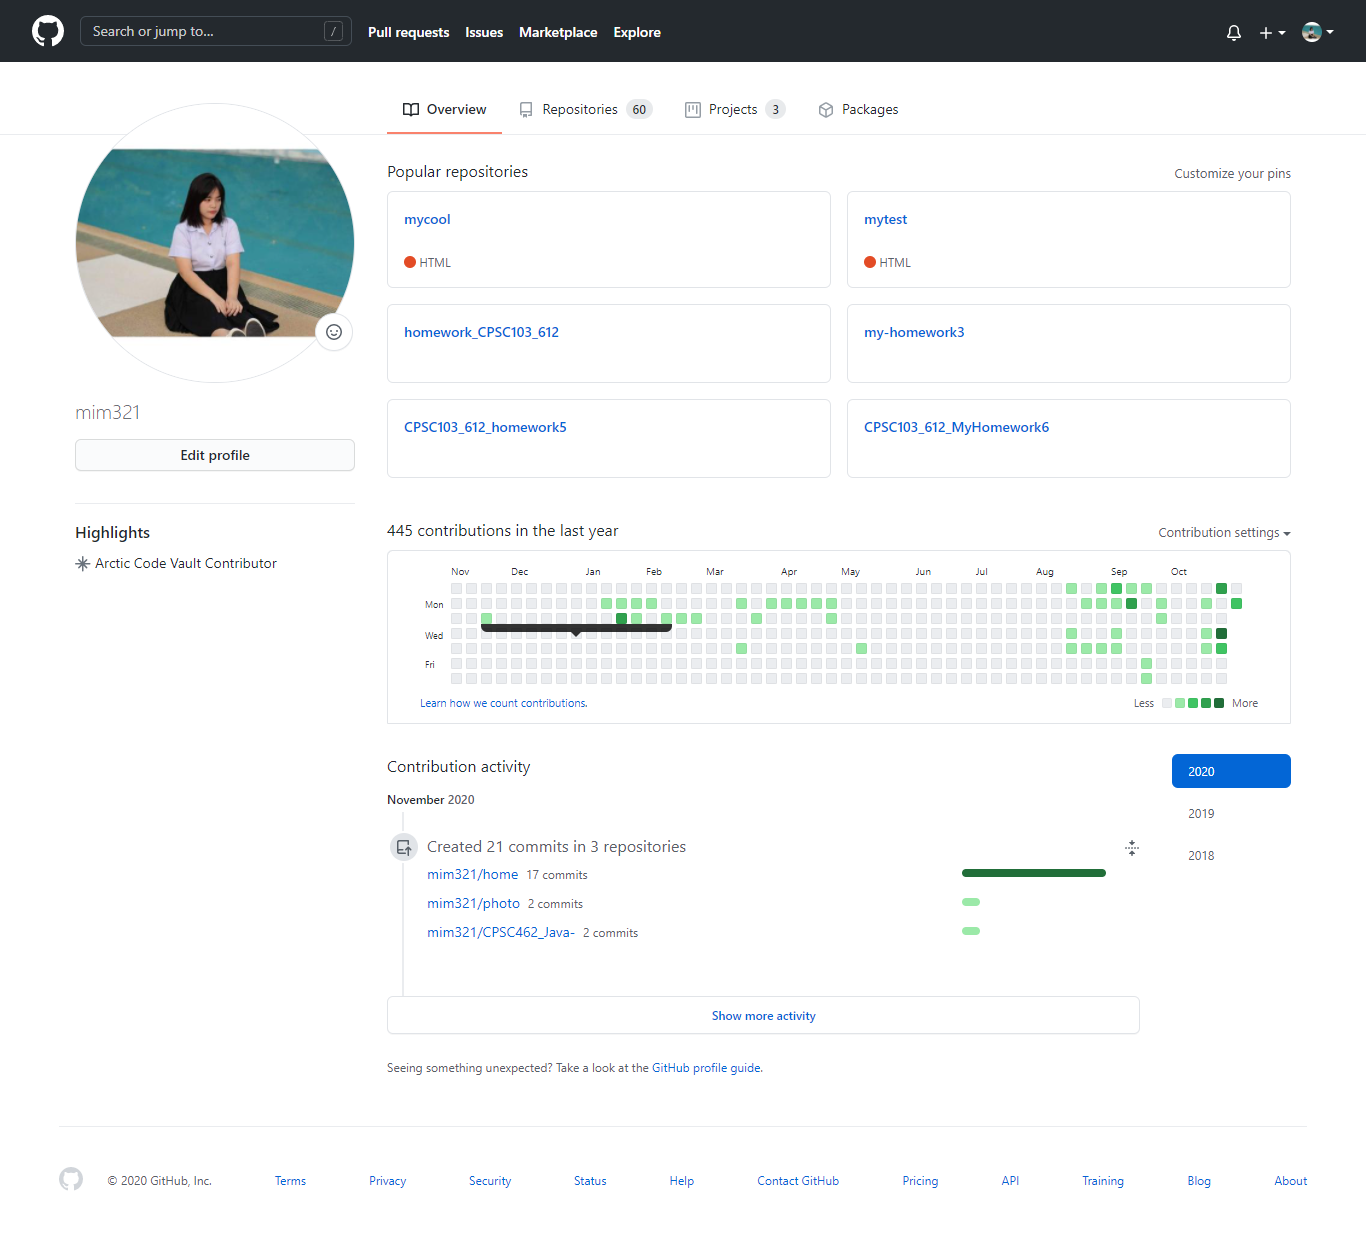 Search or jump to... /
Pull requests Issues Marketplace Explore
Overview Repositories 60 Projects 3 Packages
Popular repositories Customize your pins
mycool
HTML
mytest
HTML
homework_CPSC103_612
my-homework3
CPSC103_612_homework5
CPSC103_612_MyHomework6
mim321
Edit profile
Highlights
Arctic Code Vault Contributor
445 contributions in the last year Contribution settings
Nov Dec Jan Feb Mar Apr May Jun Jul Aug Sep Oct
Mon
Wed
Fri
Learn how we count contributions.
Less More
Contribution activity
2020
2019
2018
November 2020
Created 21 commits in 3 repositories
mim321/home 17 commits
mim321/photo 2 commits
mim321/CPSC462_Java- 2 commits
Show more activity
Seeing something unexpected? Take a look at the GitHub profile guide.
© 2020 GitHub, Inc. Terms Privacy Security Status Help Contact GitHub Pricing API Training Blog About